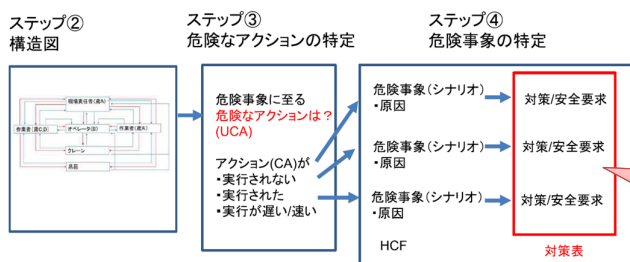 ステップ②
構造図
ステップ③
危険なアクションの特定
ステップ④
危険事象の特定
オペレータ(B)
クレーン
危険事象に至る
危険なアクションは?
(UCA)
アクション(CA)が
・実行されない
・実行された
・実行が遅い/速い
危険事象(シナリオ)
・原因
対策/安全要求
危険事象(シナリオ)
・原因
対策/安全要求
危険事象(シナリオ)
・原因
対策/安全要求
HCF
対策表